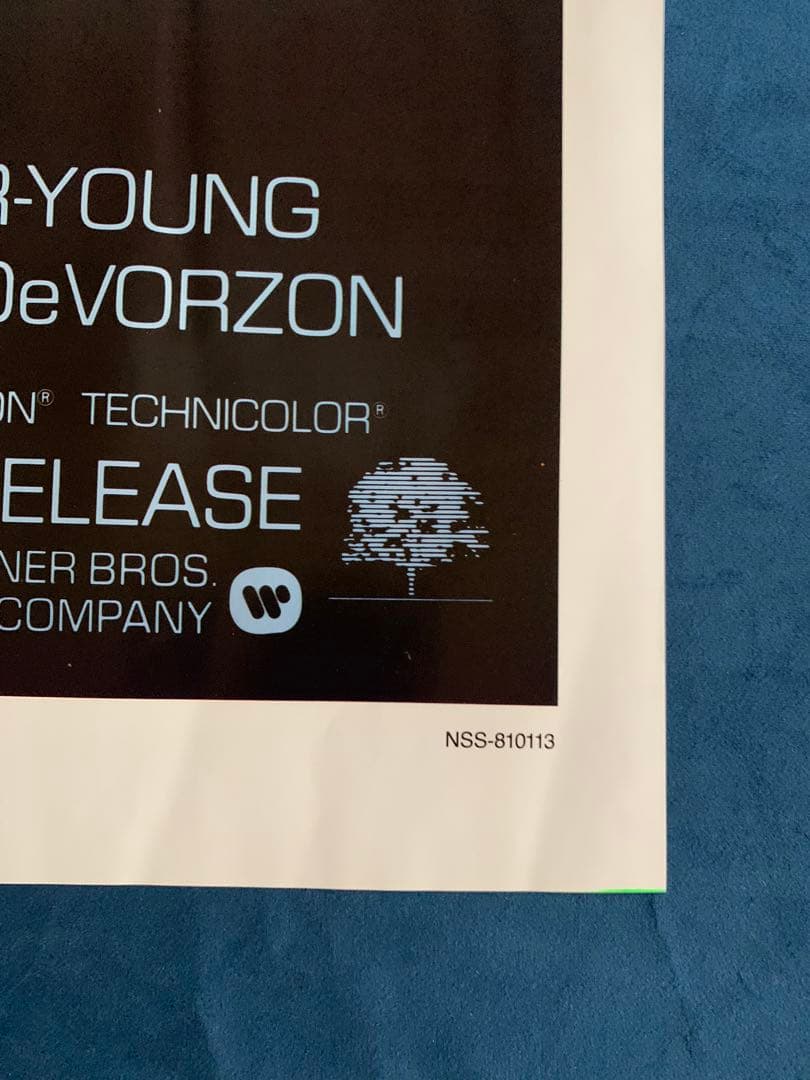 R-YOUNG
DeVORZON
ON® TECHNICOLOR®
ELEASE
NER BROS.
COMPANY
NSS-810113